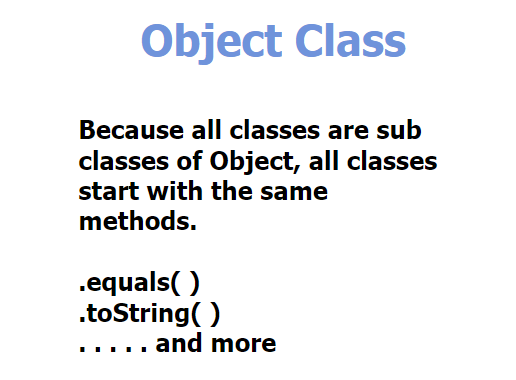 Object Class
Because all classes are sub
classes of Object, all classes
start with the same
methods.
.equals( )
.toString( )
. . . . . and more